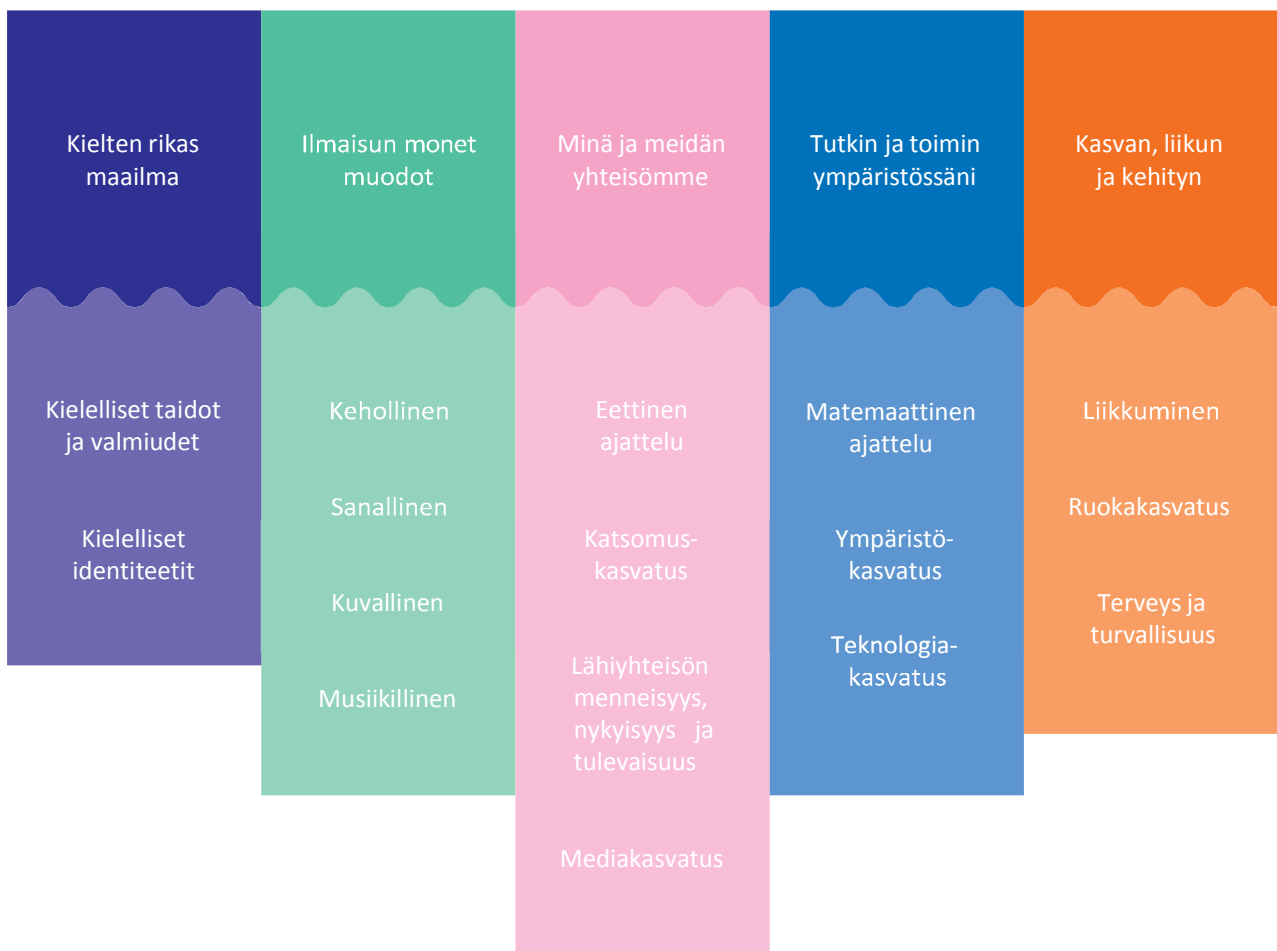 Kielten rikas
maailma
Ilmaisun monet
muodot
Minä ja meidän
yhteisömme
Tutkin ja toimin
ympäristössäni
Kasvan, liikun
ja kehityn
Kielelliset taidot
ja valmiudet
Kielelliset
identiteetit
Kehollinen
Sanallinen
Kuvallinen
Musiikillinen
Eettinen
ajattelu
Katsomus-
kasvatus
Lähiyhteisön
menneisyys,
nykyisyys ja
tulevaisuus
Mediakasvatus
Matemaattinen
ajattelu
Ympäristö-
kasvatus
Teknologia-
kasvatus
Liikkuminen
Ruokakasvatus
Terveys ja
turvallisuus